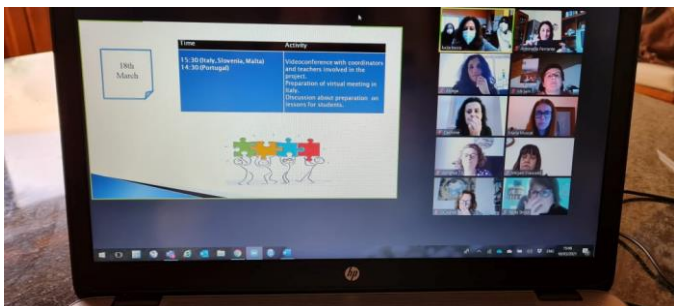 18th
March
Time
Activity
15:30 (Italy, Slovenia, Malta)
14:30 (Portugal)
Videoconference with coordinators
and teachers involved in the
project.
Preparation of virtual meeting in
Italy.
Discussion about preparation on
lessons for students.
hp